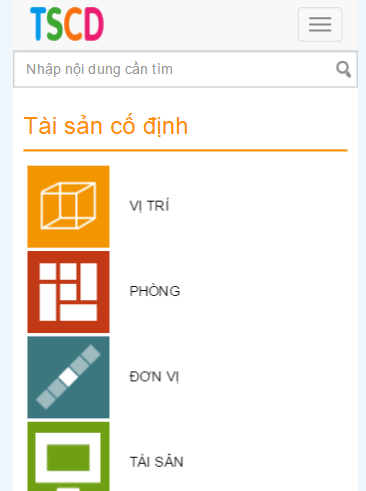 TSCD
Nhập nội dung cần tìm
Tài sản cố định
VỊ TRÍ
PHÒNG
ĐƠN VỊ
TÀI SẢN